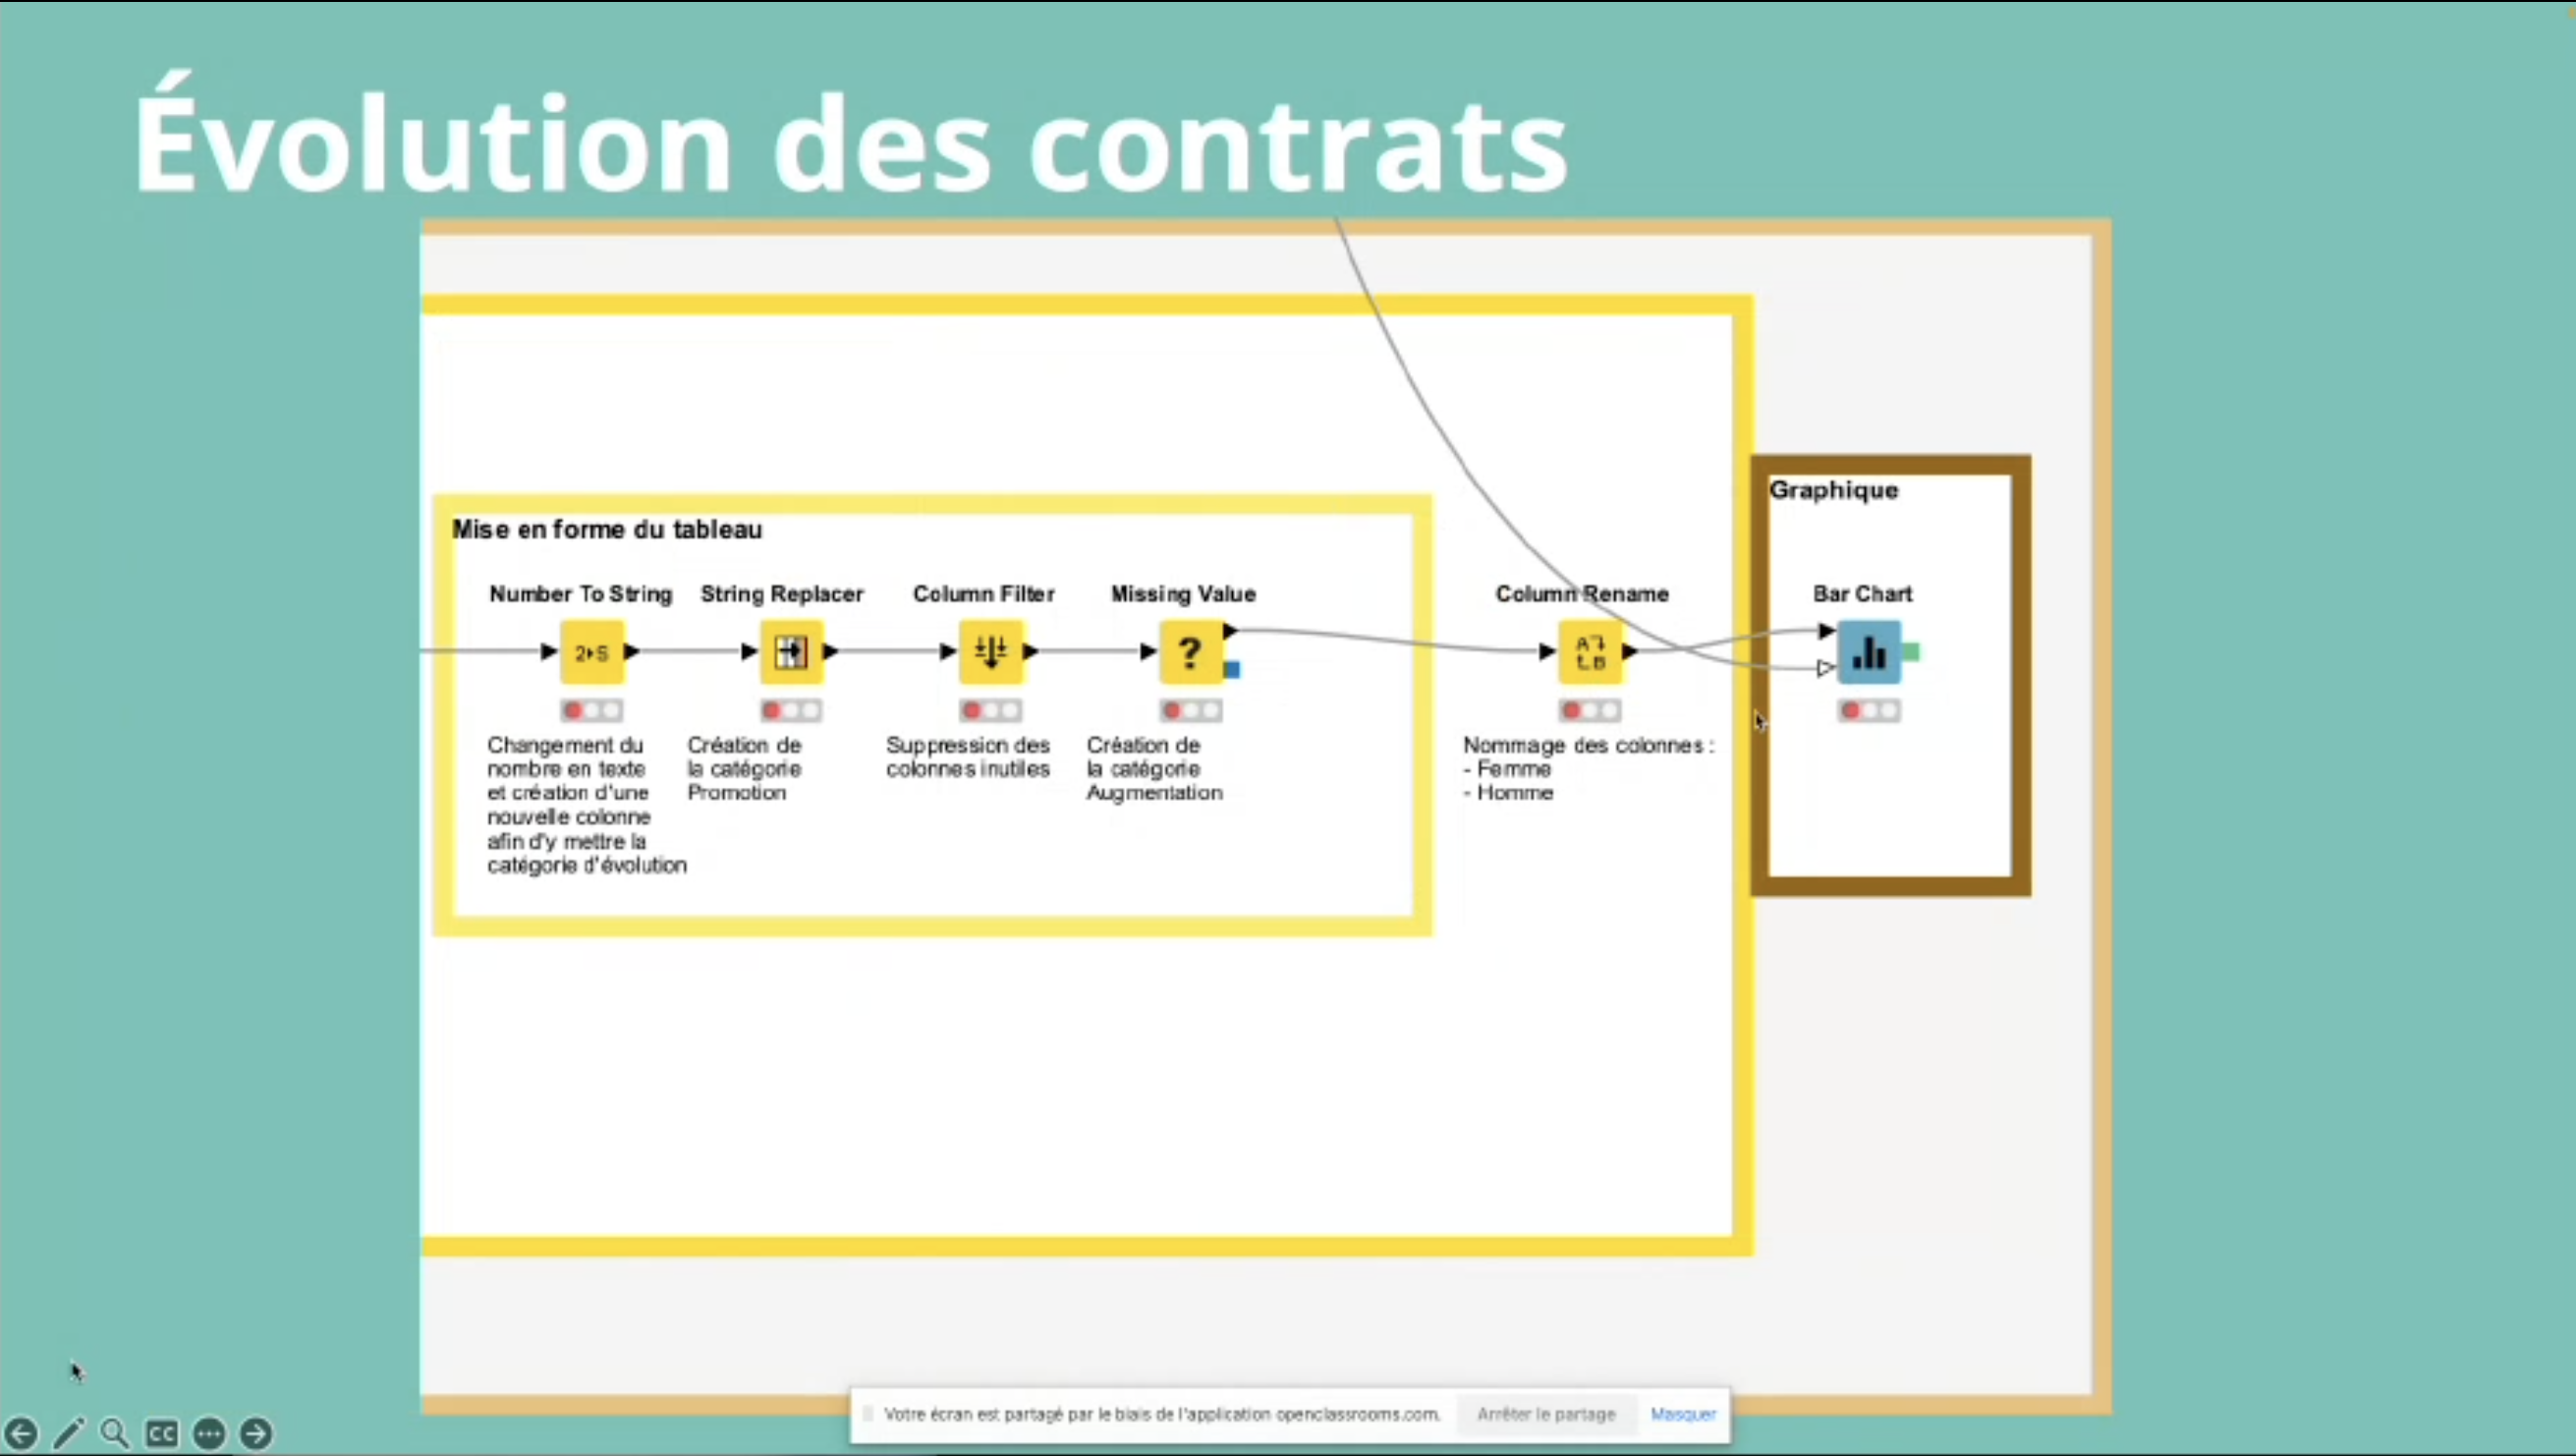 Évolution des contrats
Graphique
Mise en forme du tableau
Number To String
String Replacer
Column Filter
Missing Value
Column Rename
Bar Chart
2
S
?
A
B
Changement du
nombre en texte
et création d'une
nouvelle colonne
afin d'y mettre la
catégorie d'évolution
Création de
la catégorie
Promotion
Suppression des
colonnes inutiles
Création de
la catégorie
Augmentation
Nommage des colonnes :
- Femme
- Homme
Votre écran est partagé par le biais de l'application openclassrooms.com.
Arrêter le partage
Masquer
CC